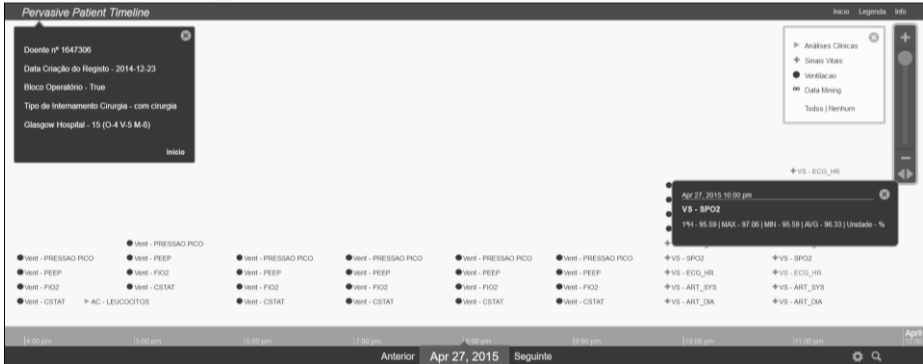 Pervasive Patient Timeline
Inicio Legenda Info
Doente nº 1647306
Data Criação do Registo - 2014-12-23
Bloco Operatório - True
Tipo de Internamento Cirurgia - com cirurgia
Glasgow Hospital - 15 (O-4 V-5 M-6)
Inicio
Análises Clínicas
Sinais Vitais
Ventilacao
Data Mining
Todos | Nenhum
VS - ECG_HR
Apr 27, 2015 10:00 pm
VS - SPO2
1ªH - 95.59 | MAX - 97.06 | MIN - 95.59 | AVG - 96.33 | Unidade - %
Vent - PRESSAO PICO
Vent - PRESSAO PICO Vent - PEEP Vent - PRESSAO PICO Vent - PRESSAO PICO Vent - PRESSAO PICO Vent - PRESSAO PICO VS - SPO2 VS - SPO2
Vent - PEEP Vent - FIO2 Vent - PEEP Vent - PEEP Vent - PEEP Vent - PEEP VS - ECG_HR VS - ECG_HR
Vent - FIO2 Vent - CSTAT Vent - FIO2 Vent - FIO2 Vent - FIO2 Vent - FIO2 VS - ART_SYS VS - ART_SYS
Vent - CSTAT AC - LEUCOCITOS Vent - CSTAT Vent - CSTAT Vent - CSTAT Vent - CSTAT VS - ART_DIA VS - ART_DIA
April
4:00 pm 5:00 pm 6:00 pm 7:00 pm 8:00 pm 9:00 pm 10:00 pm 11:00 pm 12:00
Anterior Apr 27, 2015 Seguinte